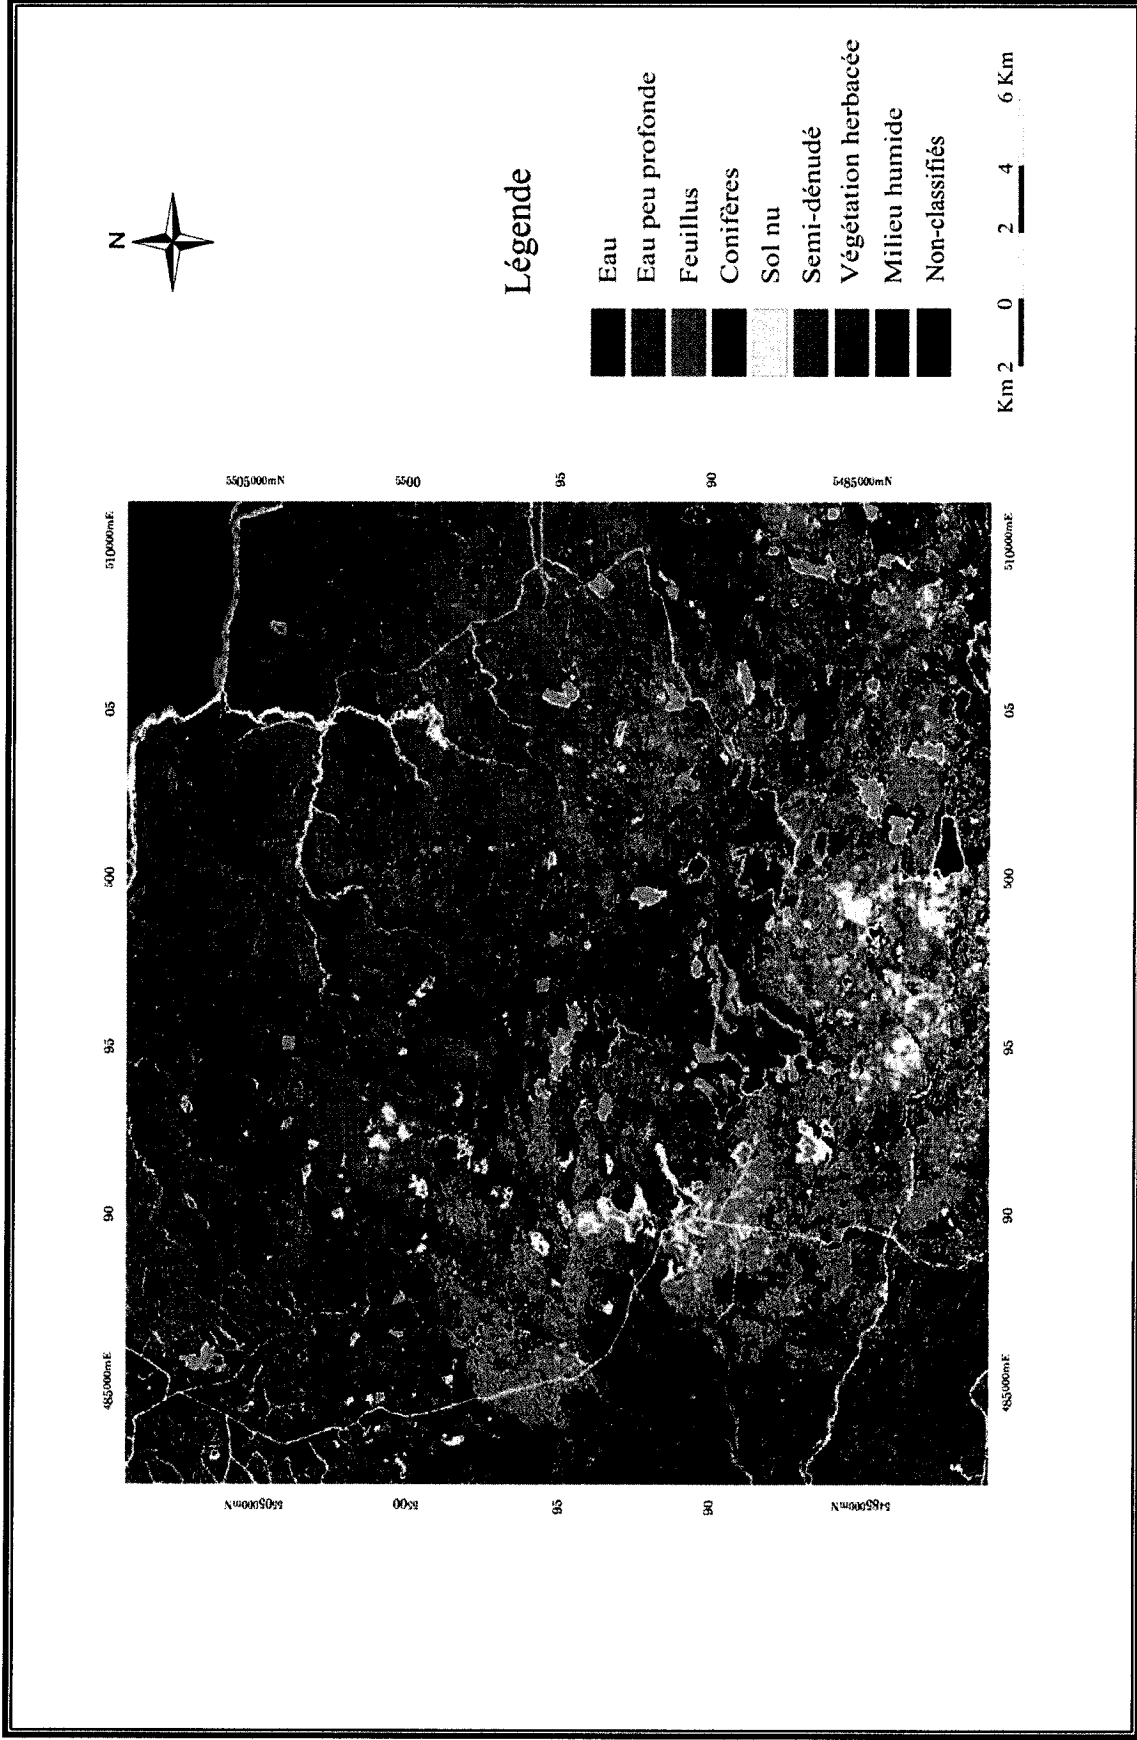 N
Légende
Eau
Eau peu profonde
Feuillus
Conifères
Sol nu
Semi-dénudé
Végétation herbacée
Milieu humide
Non-classifiés
Km 2 0 2 4 6 Km
485000mE 90 95 500 05 510000mE
5505000mN 5500 95 90 5485000mN
5505000mN 5500 95 90 5485000mN
485000mE 90 95 500 05 510000mE